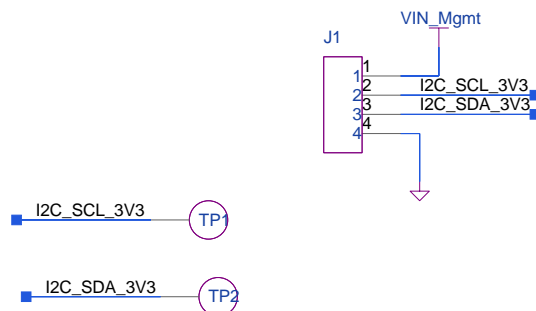 VIN_Mgmt
J1
1 1
2 2 I2C_SCL_3V3
3 3 I2C_SDA_3V3
4 4
I2C_SCL_3V3 TP1
I2C_SDA_3V3 TP2